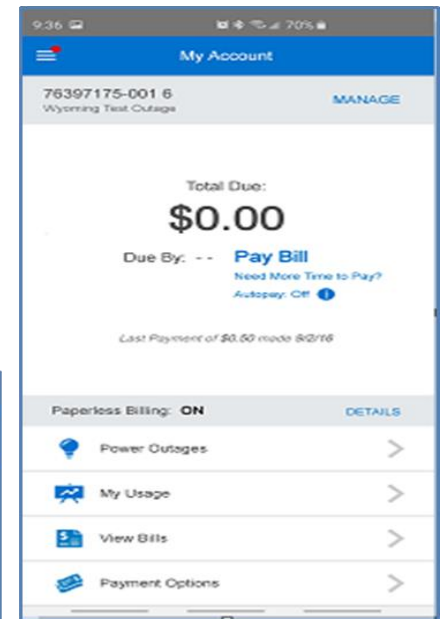 9:36 70%
My Account
76397175-001 6 MANAGE
Wyoming Test Outage
Total Due:
$0.00
Due By: -- Pay Bill
Need More Time to Pay?
Autopay: Off
Last Payment of $0.50 made 9/2/16
Paperless Billing: ON DETAILS
Power Outages
My Usage
View Bills
Payment Options